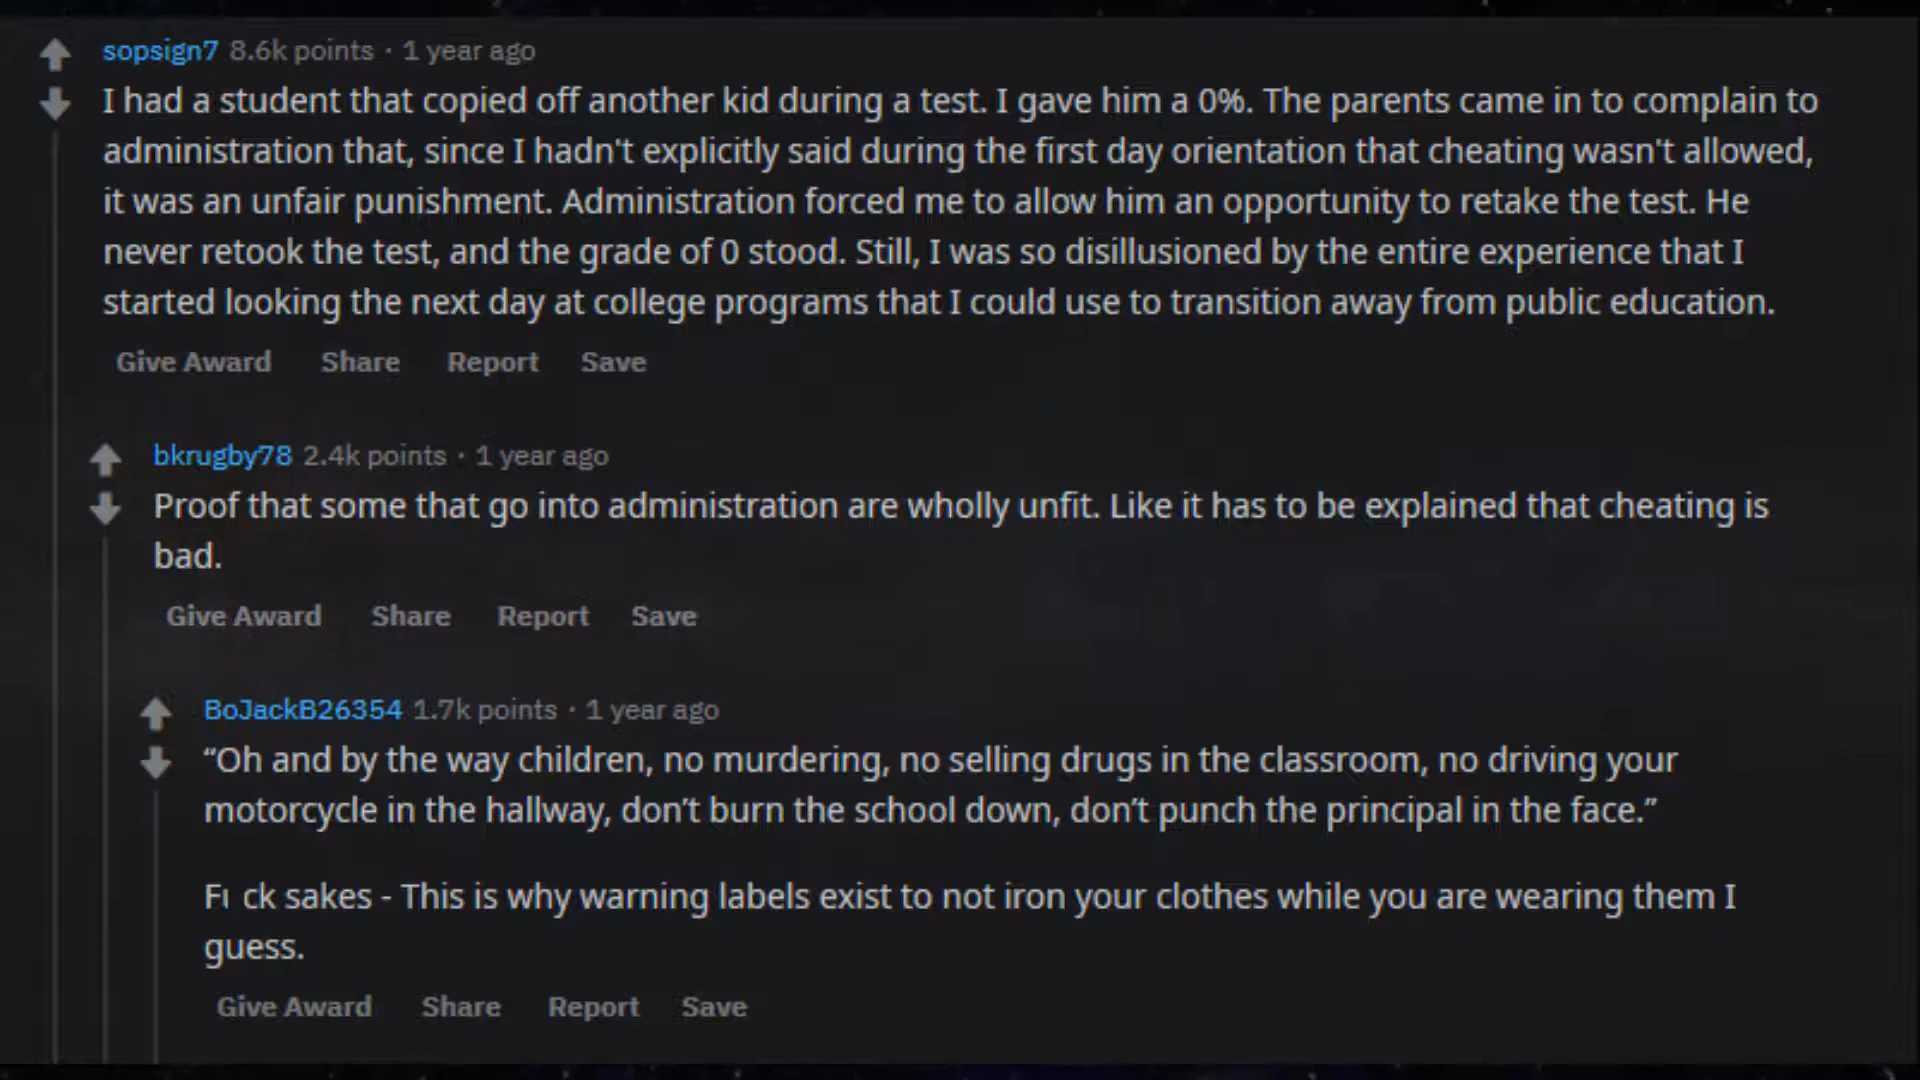 sopsign7 8.6k points · 1 year ago
I had a student that copied off another kid during a test. I gave him a 0%. The parents came in to complain to
administration that, since I hadn't explicitly said during the first day orientation that cheating wasn't allowed,
it was an unfair punishment. Administration forced me to allow him an opportunity to retake the test. He
never retook the test, and the grade of 0 stood. Still, I was so disillusioned by the entire experience that I
started looking the next day at college programs that I could use to transition away from public education.
Give Award Share Report Save
bkrugby78 2.4k points · 1 year ago
Proof that some that go into administration are wholly unfit. Like it has to be explained that cheating is
bad.
Give Award Share Report Save
BoJackB26354 1.7k points · 1 year ago
“Oh and by the way children, no murdering, no selling drugs in the classroom, no driving your
motorcycle in the hallway, don’t burn the school down, don’t punch the principal in the face.”
ck sakes - This is why warning labels exist to not iron your clothes while you are wearing them I
guess.
Give Award Share Report Save